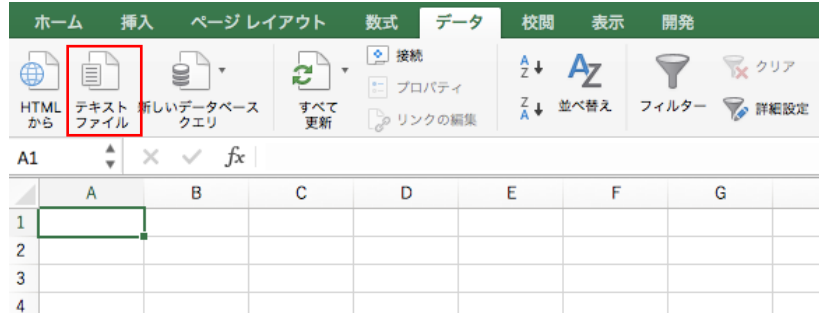 ホーム 挿入 ページ レイアウト 数式 データ 校閲 表示 開発
接続
プロパティ
リンクの編集
HTML
から
テキスト
ファイル
新しいデータベース
クエリ
すべて
更新
A
Z
Z
A
AZ
並べ替え
フィルター
クリア
詳細設定
A1 fx
A B C D E F G
1
2
3
4